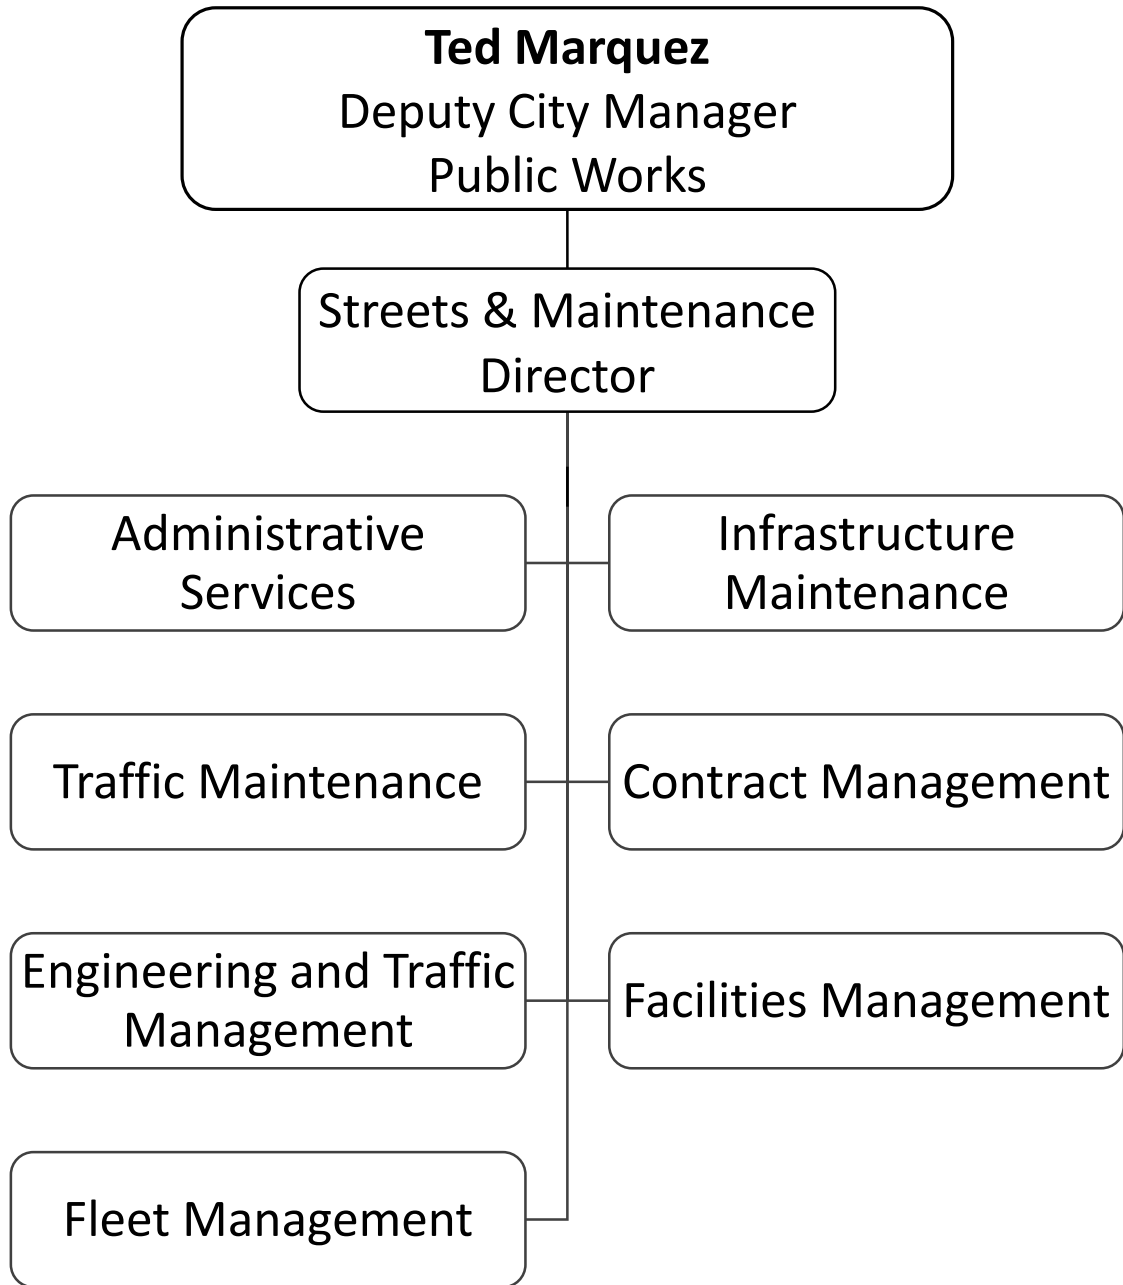 Ted Marquez
Deputy City Manager
Public Works
Streets & Maintenance
Director
Administrative
Services
Infrastructure
Maintenance
Traffic Maintenance
Contract Management
Engineering and Traffic
Management
Facilities Management
Fleet Management